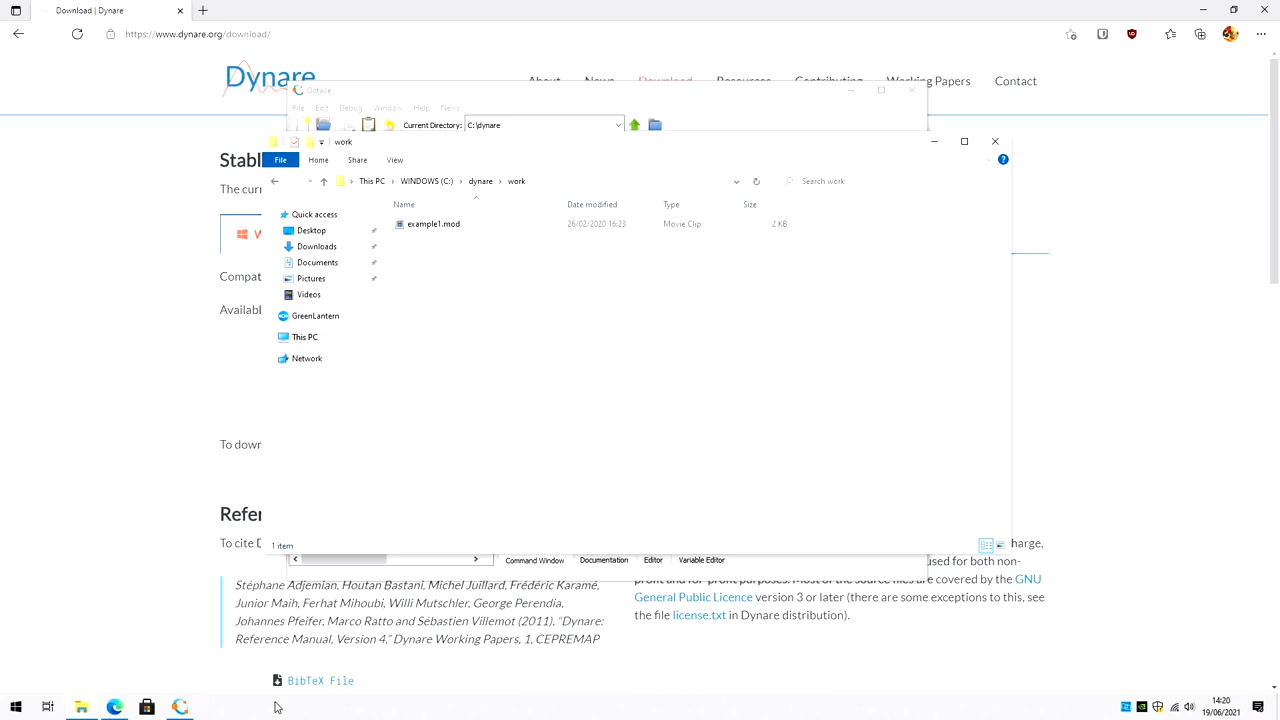 Download | Dynare
https://www.dynare.org/download/
Dynare
About News Download Resources Contributing Working Papers Contact
Octave
File Edit Debug Window Help News
Current Directory: C:\dynare
work
File Home Share View
This PC WINDOWS (C:) dynare work
Search work
Name Date modified Type Size
example1.mod 26/02/2020 16:23 Movie Clip 2 KB
Quick access
Desktop
Downloads
Documents
Pictures
Videos
GreenLantern
This PC
Network
1 item
Stabl
The curr
W
Compat
Availabl
To down
Refer
To cite D
Command Window Documentation Editor Variable Editor
Stéphane Adjemian, Houtan Bastani, Michel Juillard, Frédéric Karamé,
Junior Maih, Ferhat Mihoubi, Willi Mutschler, George Perendia,
Johannes Pfeifer, Marco Ratto and Sébastien Villemot (2011), “Dynare:
Reference Manual, Version 4,” Dynare Working Papers, 1, CEPREMAP
BibTeX File
harge,
used for both non-
profit and for-profit purposes. Most of the source files are covered by the GNU
General Public Licence version 3 or later (there are some exceptions to this, see
the file license.txt in Dynare distribution).
14:20
19/06/2021